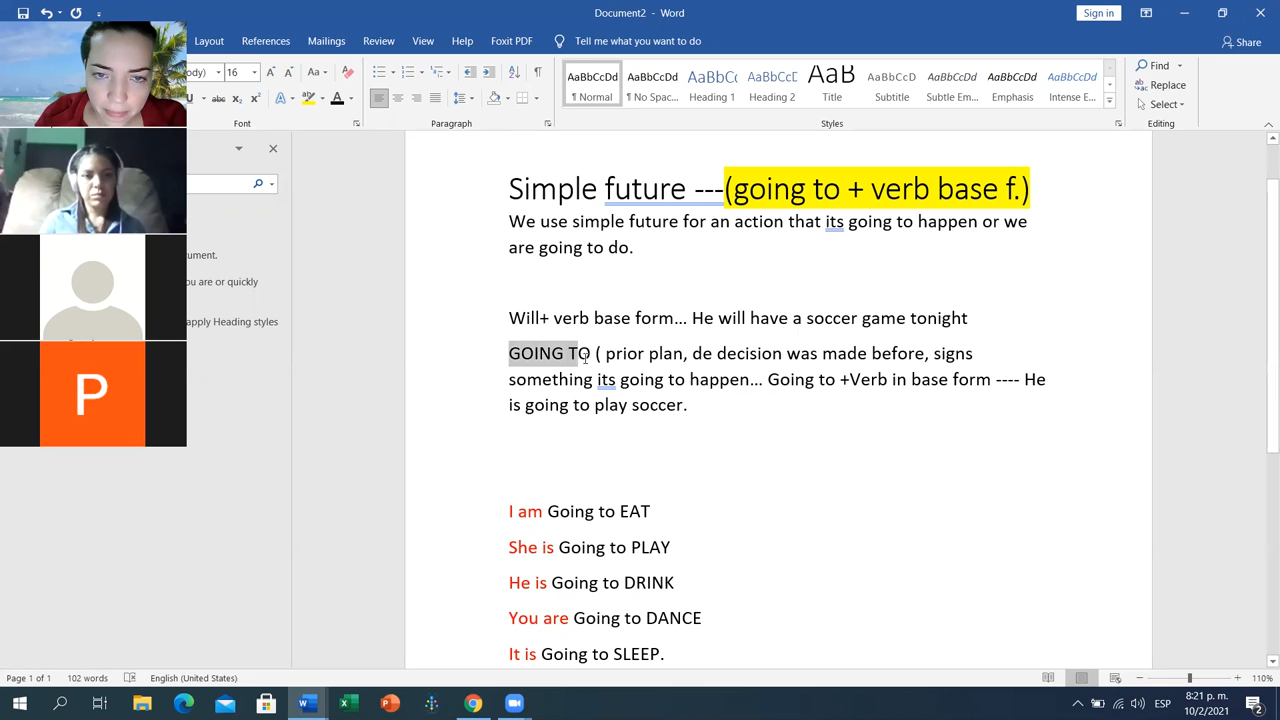 Document2 - Word
Sign in
Layout References Mailings Review View Help Foxit PDF Tell me what you want to do Share
ody) 16 Aa
AaBbCcDd AaBbCcDd AaBbC AaBbCcD AaB AaBbCcD AaBbCcDd AaBbCcDd AaBbCcDd
¶ Normal ¶ No Spac... Heading 1 Heading 2 Title Subtitle Subtle Em... Emphasis Intense E...
Find
Replace
Select
Font Paragraph Styles Editing
ocument.
ou are or quickly
apply Heading styles
P
Simple future ---(going to + verb base f.)
We use simple future for an action that its going to happen or we
are going to do.
Will+ verb base form... He will have a soccer game tonight
GOING TO ( prior plan, de decision was made before, signs
something its going to happen... Going to +Verb in base form ---- He
is going to play soccer.
I am Going to EAT
She is Going to PLAY
He is Going to DRINK
You are Going to DANCE
It is Going to SLEEP.
Page 1 of 1 102 words English (United States) 110%
ESP 8:21 p. m.
10/2/2021
2